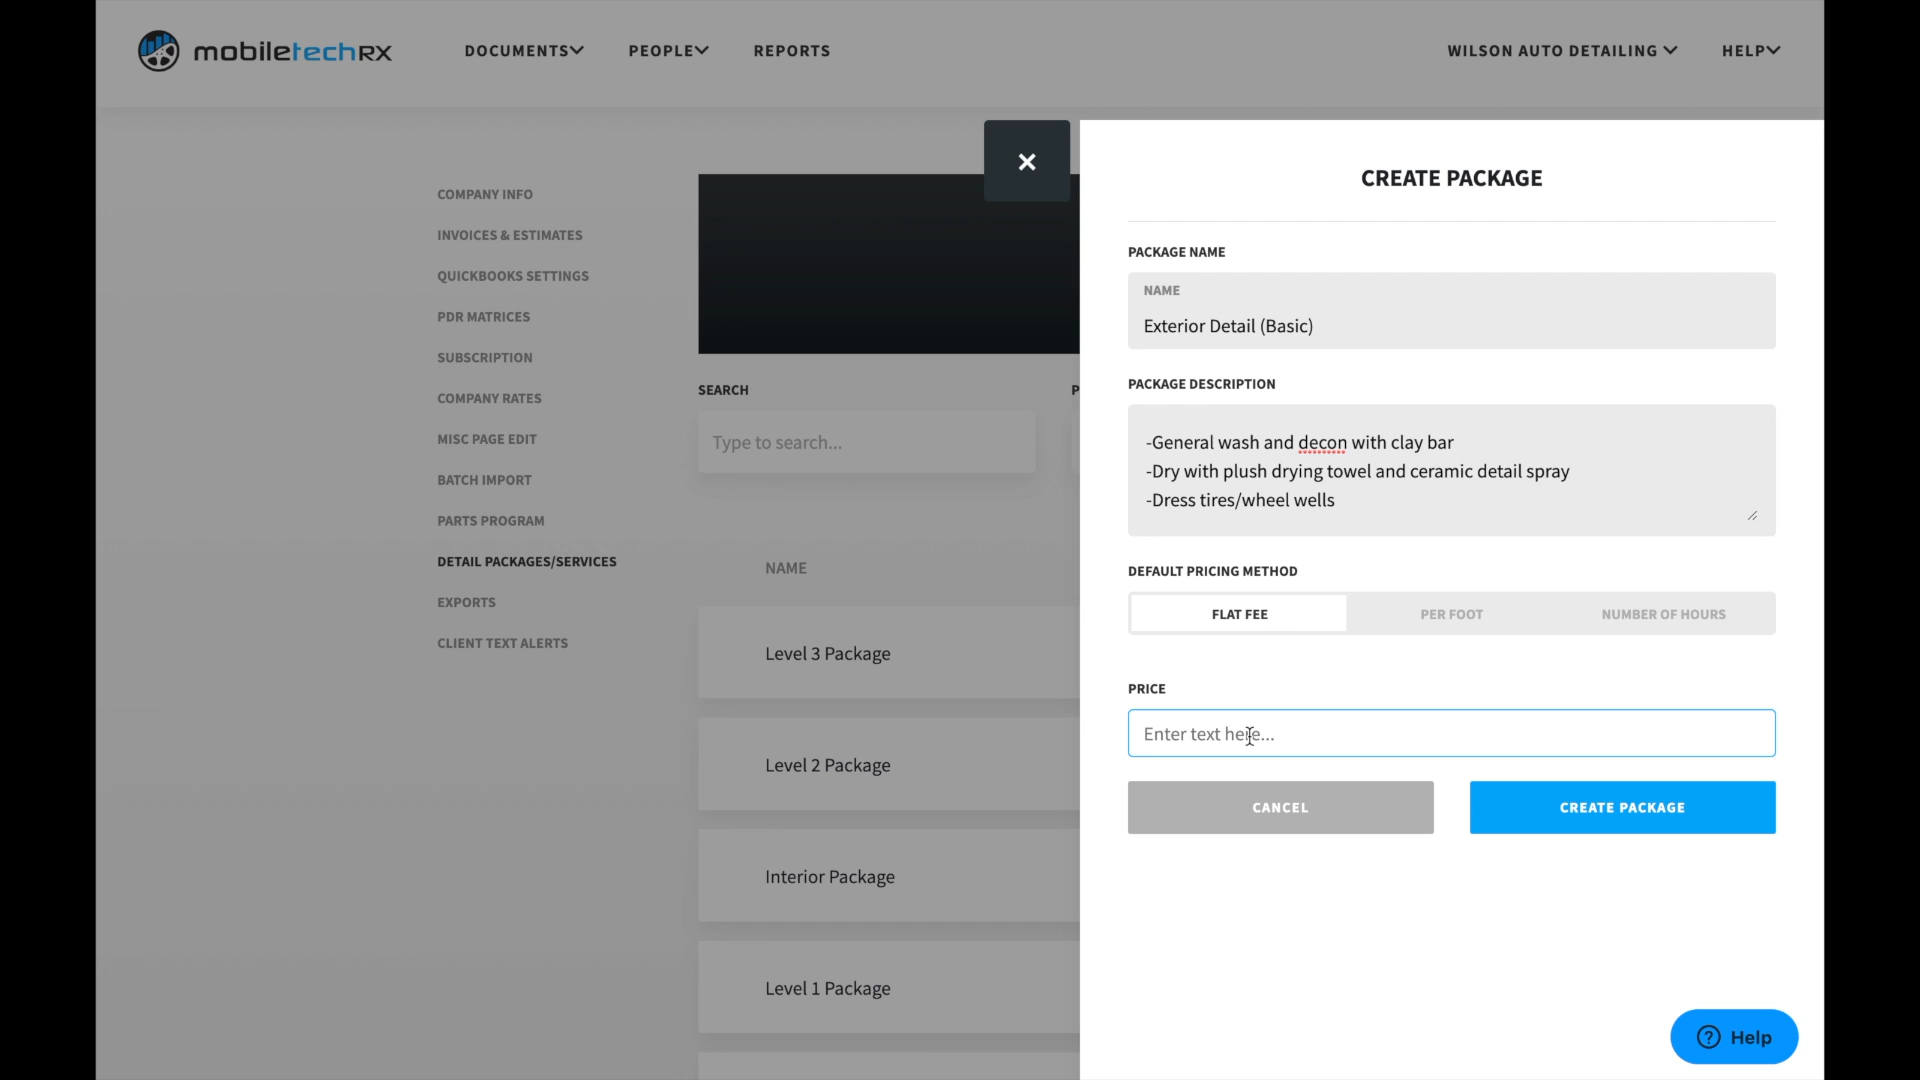 mobiletechRX
DOCUMENTS
PEOPLE
REPORTS
WILSON AUTO DETAILING
HELP
COMPANY INFO
INVOICES & ESTIMATES
QUICKBOOKS SETTINGS
PDR MATRICES
SUBSCRIPTION
COMPANY RATES
MISC PAGE EDIT
BATCH IMPORT
PARTS PROGRAM
DETAIL PACKAGES/SERVICES
EXPORTS
CLIENT TEXT ALERTS
SEARCH
P
Type to search...
NAME
Level 3 Package
Level 2 Package
Interior Package
Level 1 Package
CREATE PACKAGE
PACKAGE NAME
NAME
Exterior Detail (Basic)
PACKAGE DESCRIPTION
-General wash and decon with clay bar
-Dry with plush drying towel and ceramic detail spray
-Dress tires/wheel wells
DEFAULT PRICING METHOD
FLAT FEE
PER FOOT
NUMBER OF HOURS
PRICE
Enter text here...
CANCEL
CREATE PACKAGE
Help